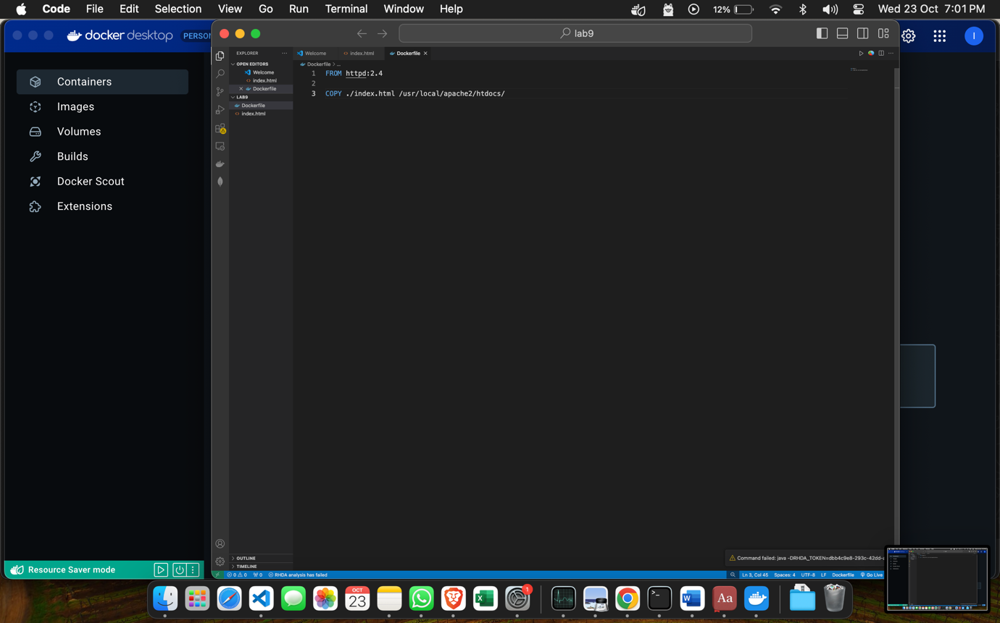 Code File Edit Selection View Go Run Terminal Window Help 12% Wed 23 Oct 7:01 PM
docker desktop PERSON
lab9
I
Containers
Images
Volumes
Builds
Docker Scout
Extensions
Resource Saver mode
EXPLORER
OPEN EDITORS
Welcome
index.html
Dockerfile
LAB9
Dockerfile
index.html
OUTLINE
TIMELINE
Welcome index.html Dockerfile
Dockerfile > ...
1 FROM httpd:2.4
2
3 COPY ./index.html /usr/local/apache2/htdocs/
Command failed: java -DRHDA_TOKEN=dbb4c9e8-293c-42dd-
0 0 0 RHDA analysis has failed
Ln 3, Col 45 Spaces: 4 UTF-8 LF Dockerfile Go Live
OCT
23
1
Aa